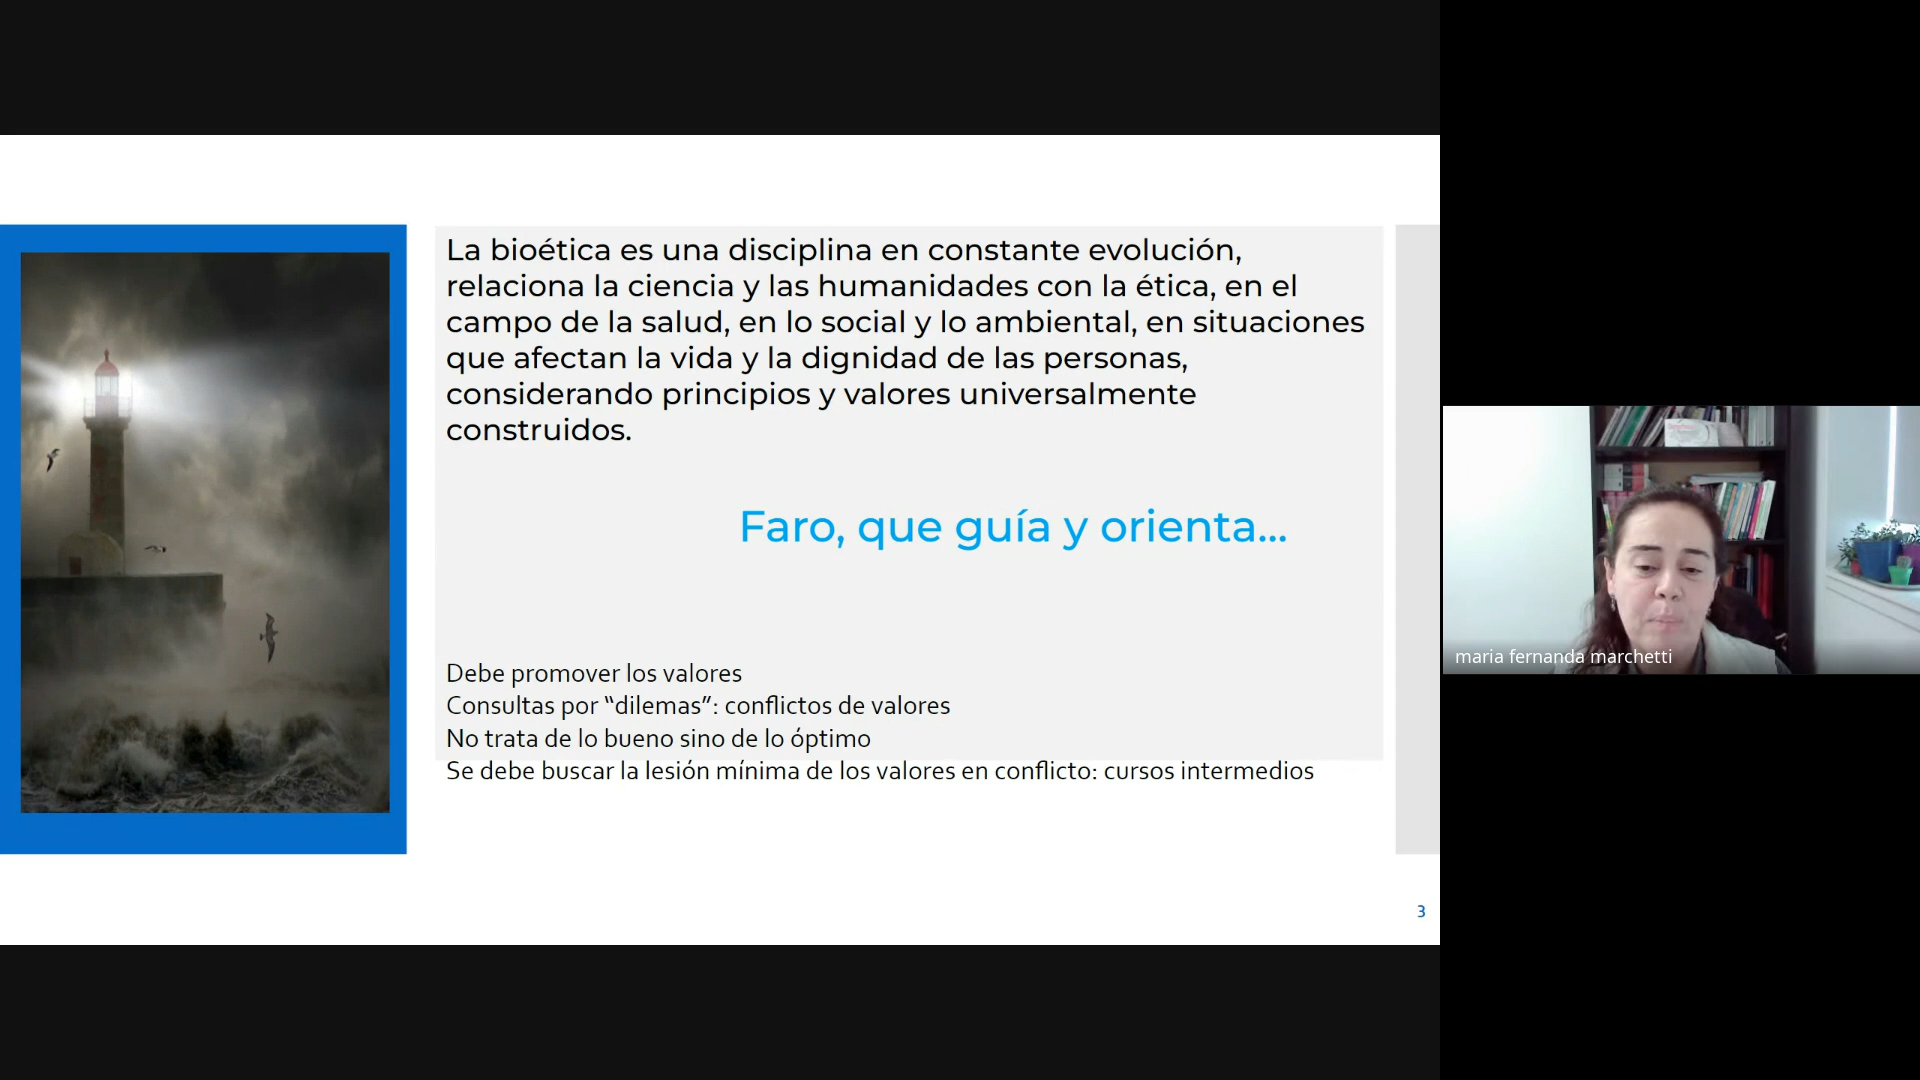 La bioética es una disciplina en constante evolución,
relaciona la ciencia y las humanidades con la ética, en el
campo de la salud, en lo social y lo ambiental, en situaciones
que afectan la vida y la dignidad de las personas,
considerando principios y valores universalmente
construidos.
Faro, que guía y orienta...
Debe promover los valores
Consultas por “dilemas”: conflictos de valores
No trata de lo bueno sino de lo óptimo
Se debe buscar la lesión mínima de los valores en conflicto: cursos intermedios
3
maria fernanda marchetti